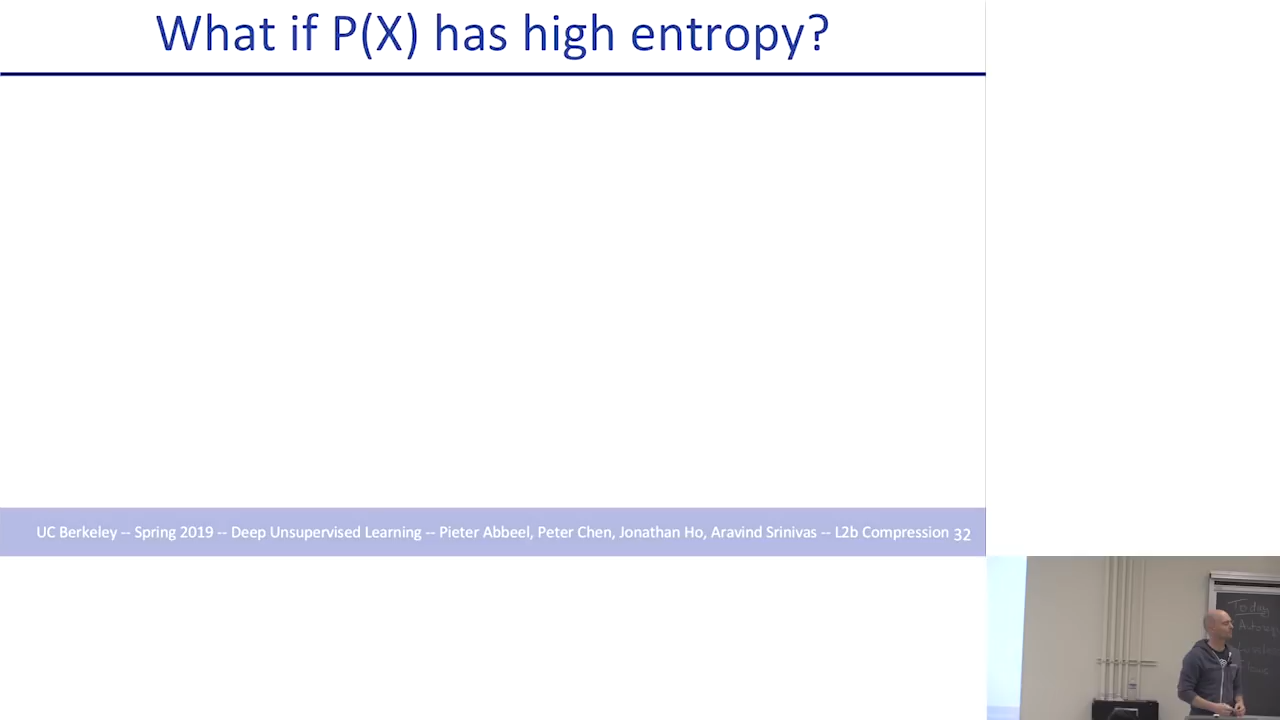 What if P(X) has high entropy?
UC Berkeley -- Spring 2019 -- Deep Unsupervised Learning -- Pieter Abbeel, Peter Chen, Jonathan Ho, Aravind Srinivas -- L2b Compression 32
Today